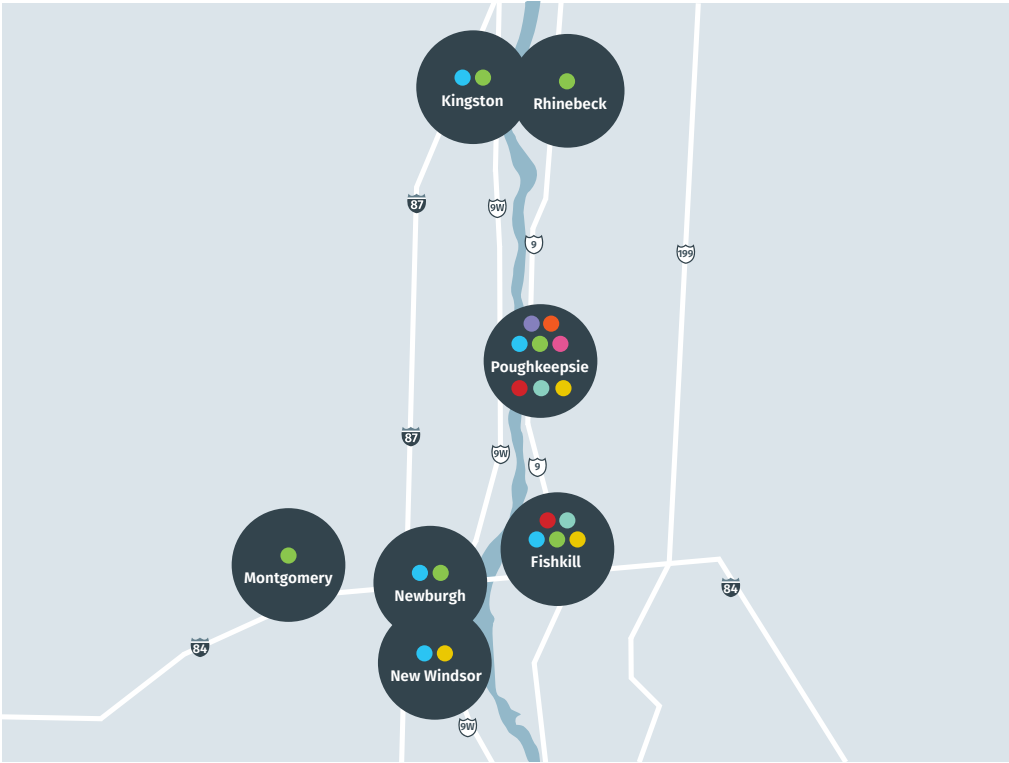 Kingston
Rhinebeck
87
9W
9
199
Poughkeepsie
87
9W
9
Fishkill
Montgomery
Newburgh
84
84
New Windsor
9W